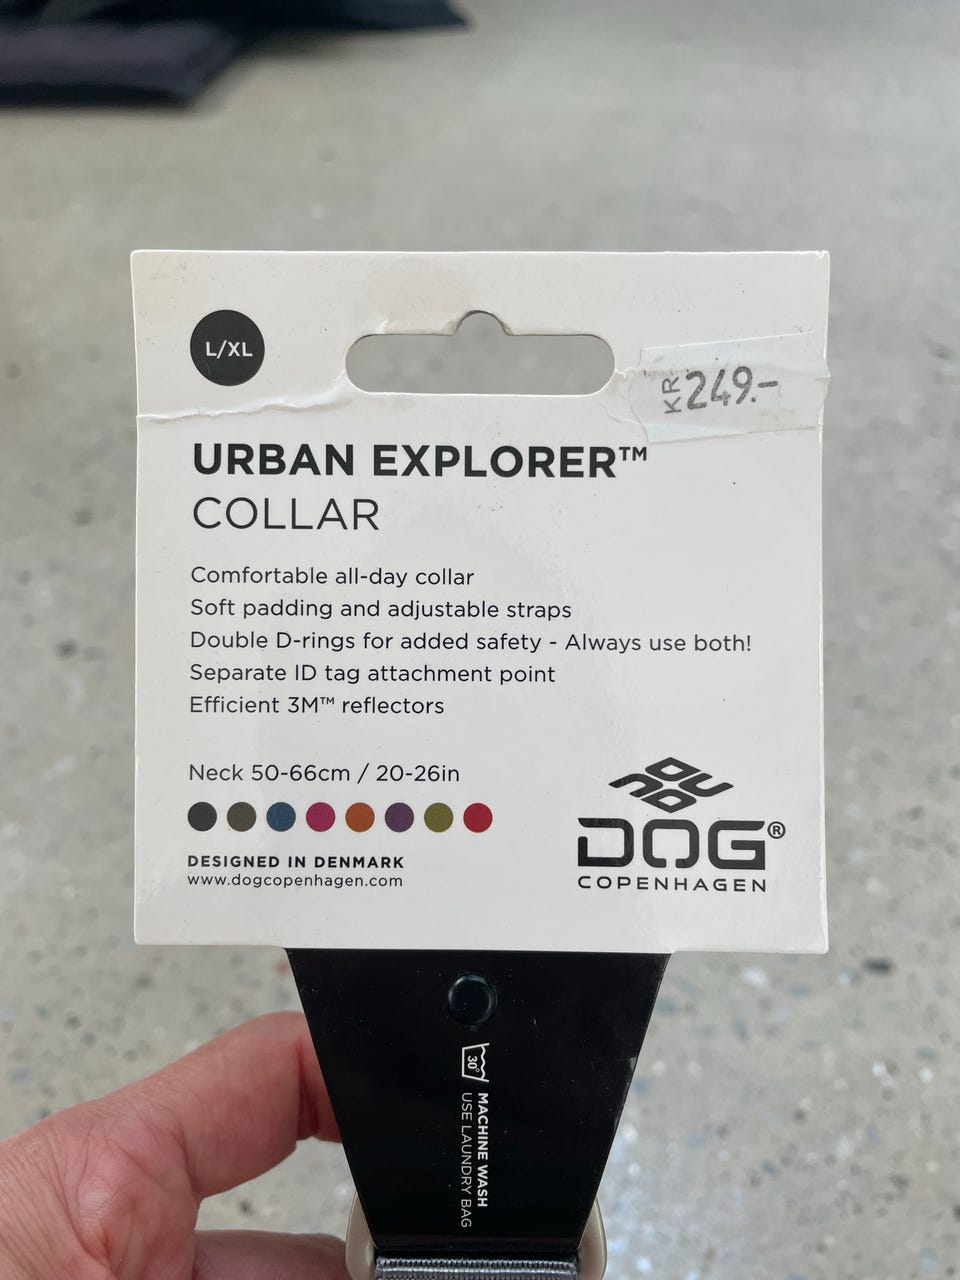 L/XL
KR 249.-
URBAN EXPLORER™
COLLAR
Comfortable all-day collar
Soft padding and adjustable straps
Double D-rings for added safety - Always use both!
Separate ID tag attachment point
Efficient 3M™ reflectors
Neck 50-66cm / 20-26in
DESIGNED IN DENMARK
www.dogcopenhagen.com
DOG®
COPENHAGEN
30°
MACHINE WASH
USE LAUNDRY BAG